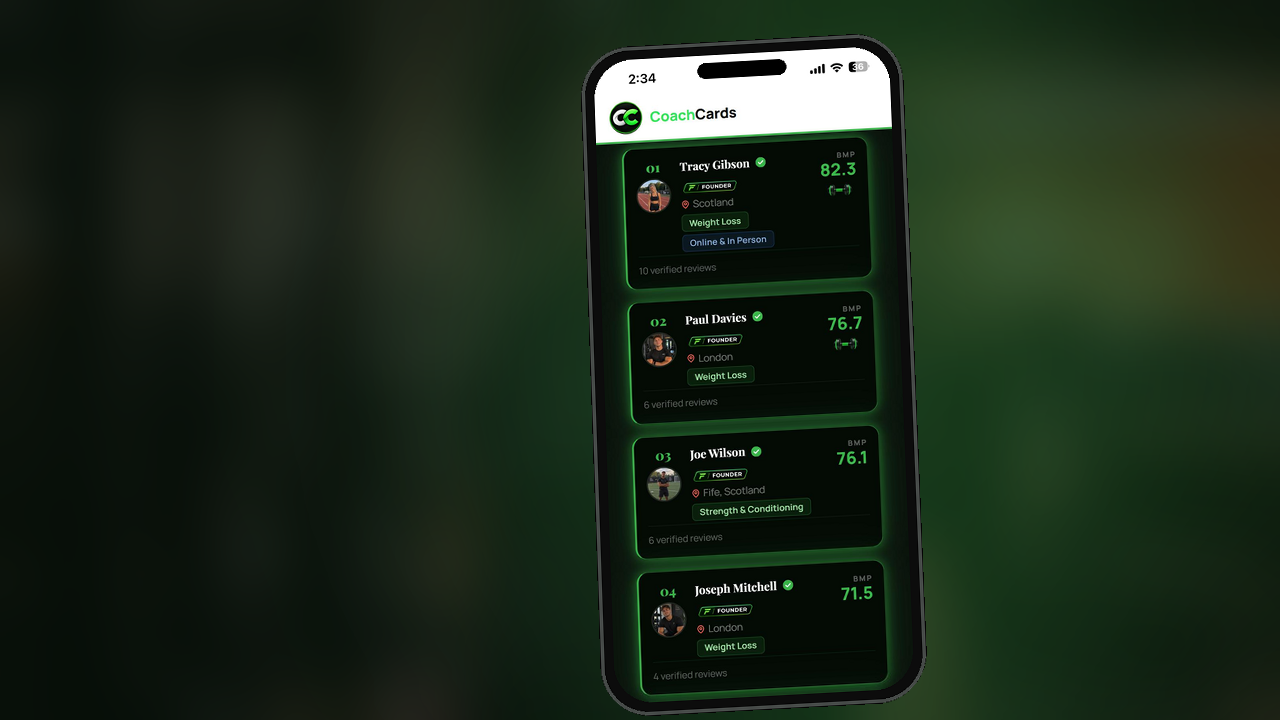 2:34
36
CC
CoachCards
01
Tracy Gibson
BMP
82.3
F / FOUNDER
Scotland
Weight Loss
Online & In Person
10 verified reviews
02
Paul Davies
BMP
76.7
F / FOUNDER
London
Weight Loss
6 verified reviews
03
Joe Wilson
BMP
76.1
F / FOUNDER
Fife, Scotland
Strength & Conditioning
6 verified reviews
04
Joseph Mitchell
BMP
71.5
F / FOUNDER
London
Weight Loss
4 verified reviews